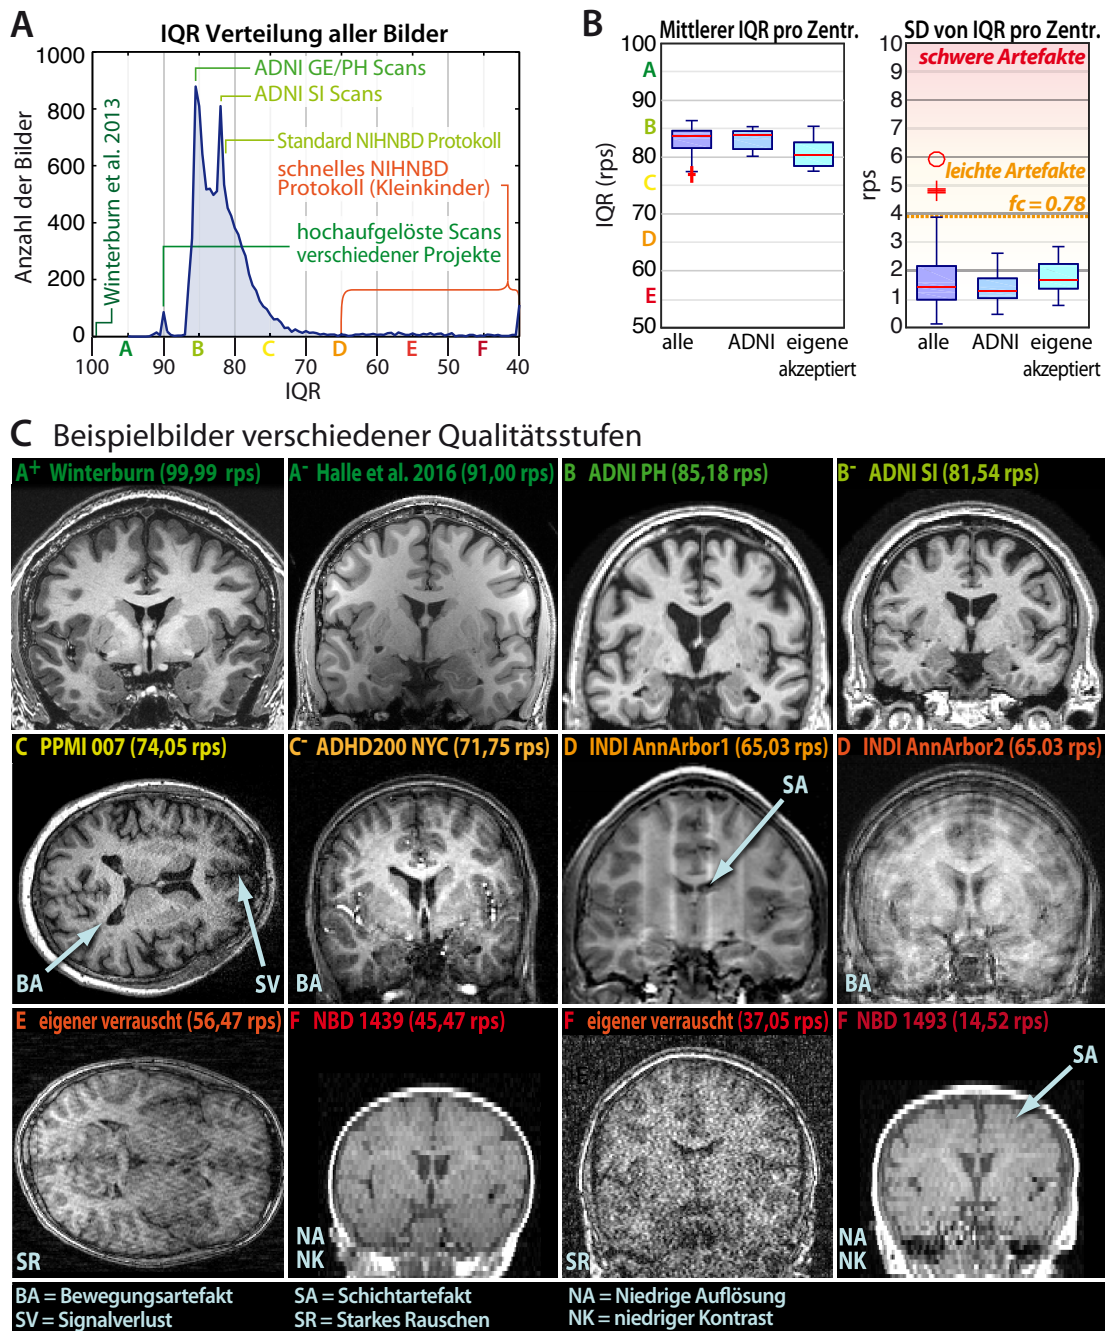 A
IQR Verteilung aller Bilder
Anzahl der Bilder
1000
800
600
400
200
0
Winterburn et al. 2013
ADNI GE/PH Scans
ADNI SI Scans
Standard NIHNBD Protokoll
schnelles NIHNBD
Protokoll (Kleinkinder)
hochaufgelöste Scans
verschiedener Projekte
A B C D E F
100 90 80 70 60 50 40
IQR
B
Mittlerer IQR pro Zentr.
IQR (rps)
100
A
90
B
80
C
70
D
60
E
50
alle ADNI eigene
akzeptiert
SD von IQR pro Zentr.
rps
10
9
8
7
6
5
4
3
2
1
0
schwere Artefakte
leichte Artefakte
fc = 0.78
alle ADNI eigene
akzeptiert
C Beispielbilder verschiedener Qualitätsstufen
A+ Winterburn (99,99 rps)
A- Halle et al. 2016 (91,00 rps)
B ADNI PH (85,18 rps)
B- ADNI SI (81,54 rps)
C PPMI 007 (74,05 rps)
BA
SV
C- ADHD200 NYC (71,75 rps)
BA
D INDI AnnArbor1 (65,03 rps)
SA
D INDI AnnArbor2 (65.03 rps)
BA
E eigener verrauscht (56,47 rps)
SR
F NBD 1439 (45,47 rps)
NA
NK
F eigener verrauscht (37,05 rps)
SR
F NBD 1493 (14,52 rps)
SA
NA
NK
BA = Bewegungsartefakt
SV = Signalverlust
SA = Schichtartefakt
SR = Starkes Rauschen
NA = Niedrige Auflösung
NK = niedriger Kontrast